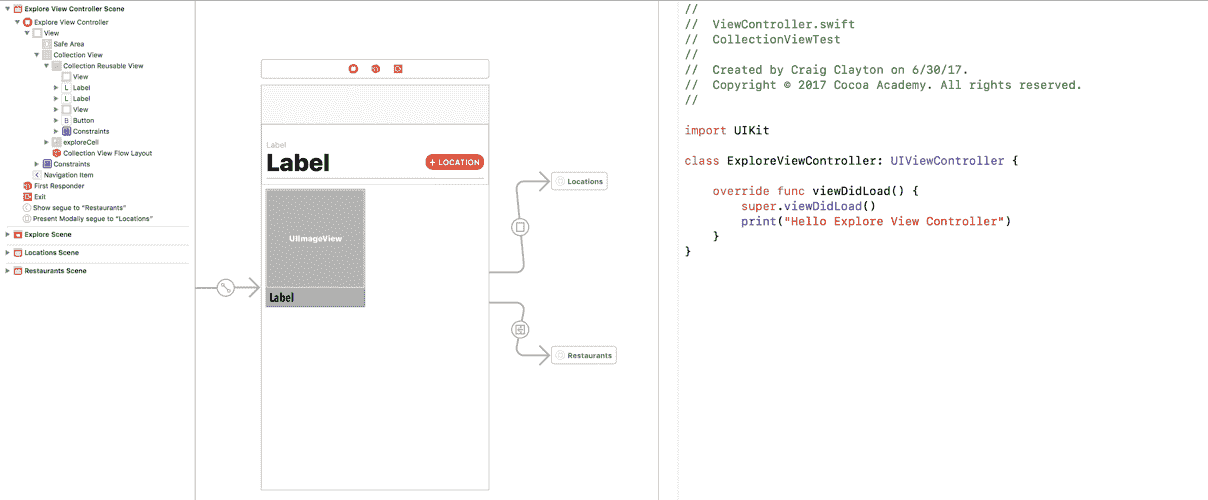 Explore View Controller Scene
Explore View Controller
View
Safe Area
Collection View
Collection Reusable View
View
L Label
L Label
View
B Button
Constraints
exploreCell
Collection View Flow Layout
Constraints
Navigation Item
First Responder
Exit
Show segue to “Restaurants”
Present Modally segue to “Locations”
Explore Scene
Locations Scene
Restaurants Scene
Label
Label
+ LOCATION
UIImageView
Label
Locations
Restaurants
//
// ViewController.swift
// CollectionViewTest
//
// Created by Craig Clayton on 6/30/17.
// Copyright © 2017 Cocoa Academy. All rights reserved.
//
import UIKit
class ExploreViewController: UIViewController {
override func viewDidLoad() {
super.viewDidLoad()
print("Hello Explore View Controller")
}
}